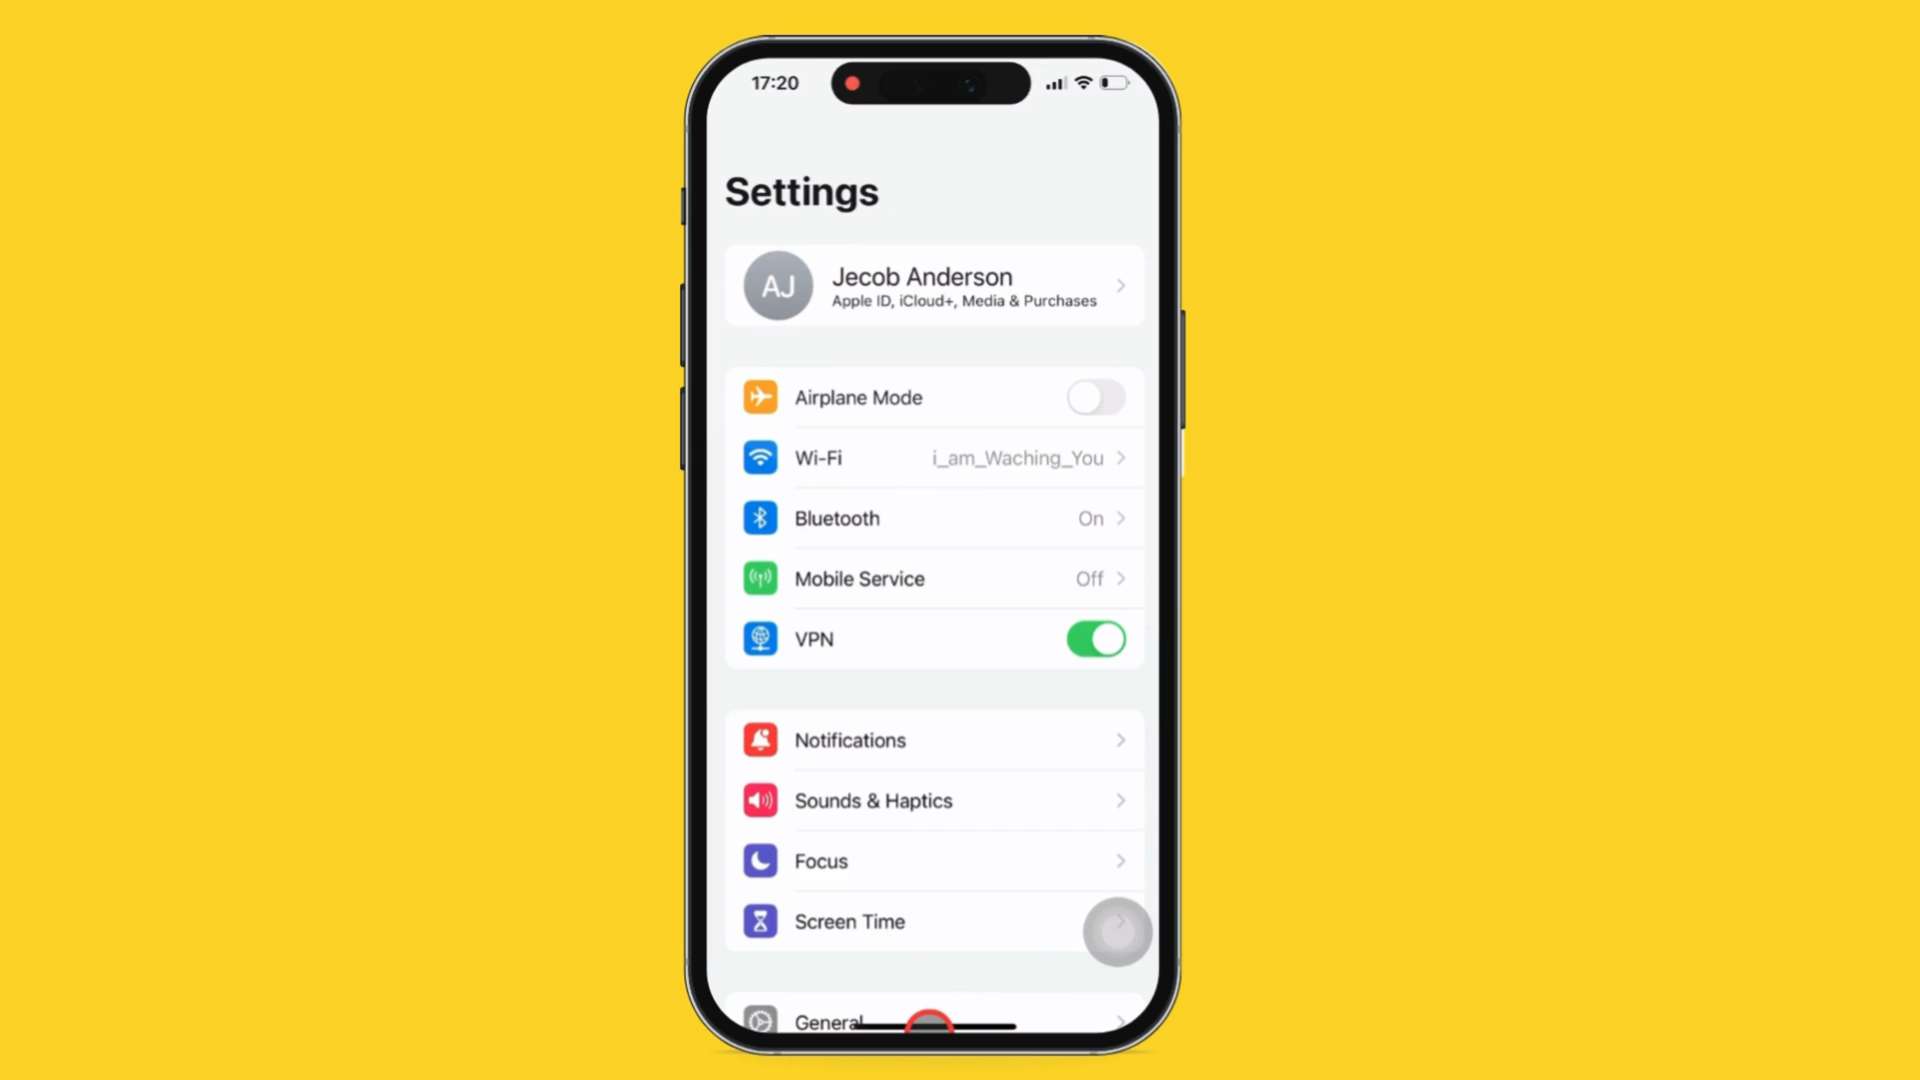 17:20
Settings
AJ
Jecob Anderson
Apple ID, iCloud+, Media & Purchases
Airplane Mode
Wi-Fi i_am_Waching_You
Bluetooth On
Mobile Service Off
VPN
Notifications
Sounds & Haptics
Focus
Screen Time
General